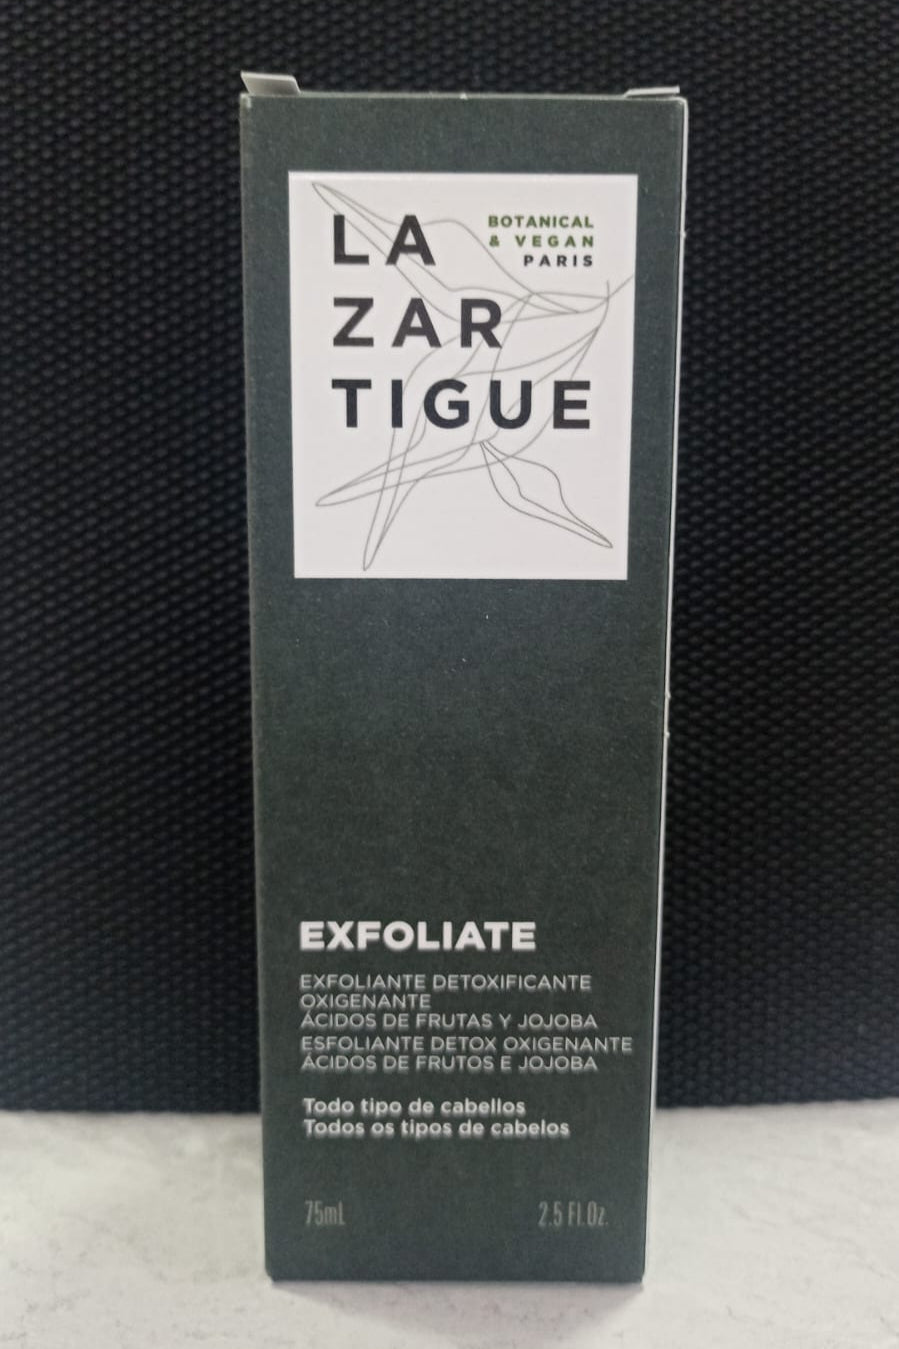 LA
ZAR
TIGUE
BOTANICAL
& VEGAN
PARIS
EXFOLIATE
EXFOLIANTE DETOXIFICANTE
OXIGENANTE
ÁCIDOS DE FRUTAS Y JOJOBA
ESFOLIANTE DETOX OXIGENANTE
ÁCIDOS DE FRUTOS E JOJOBA
Todo tipo de cabellos
Todos os tipos de cabelos
75mL
2.5 Fl.Oz.